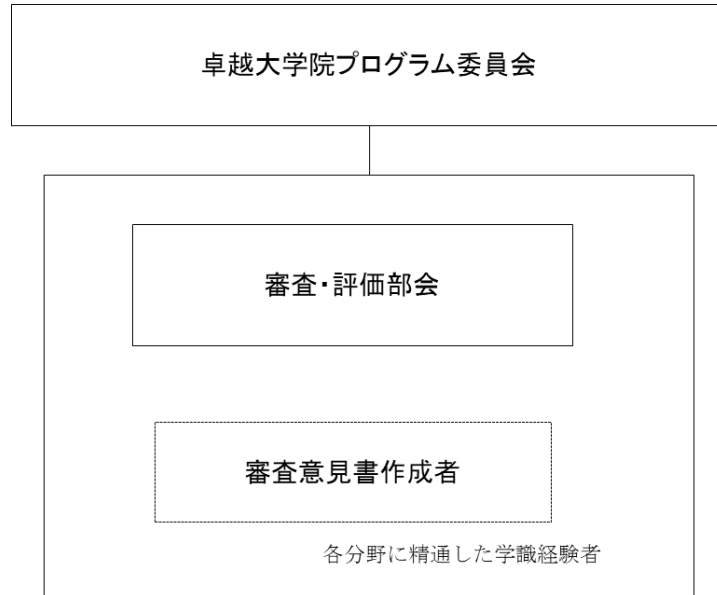 卓越大学院プログラム委員会
審査・評価部会
審査意見書作成者
各分野に精通した学識経験者